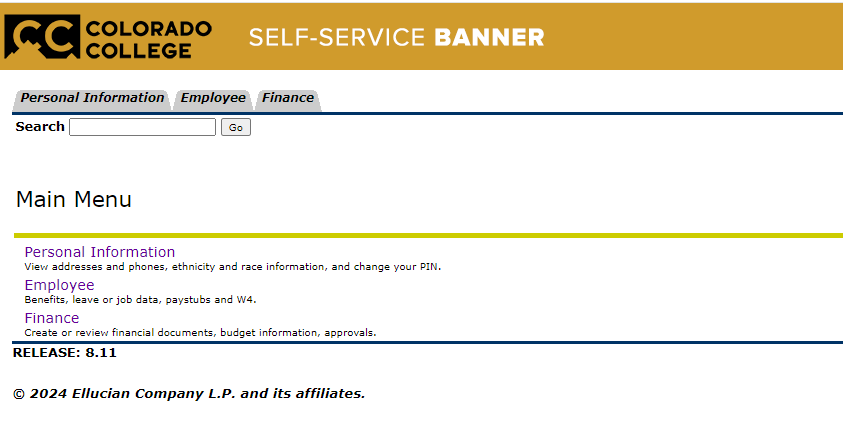 CC COLORADO
COLLEGE
SELF-SERVICE BANNER
Personal Information Employee Finance
Search Go
Main Menu
Personal Information
View addresses and phones, ethnicity and race information, and change your PIN.
Employee
Benefits, leave or job data, paystubs and W4.
Finance
Create or review financial documents, budget information, approvals.
RELEASE: 8.11
© 2024 Ellucian Company L.P. and its affiliates.